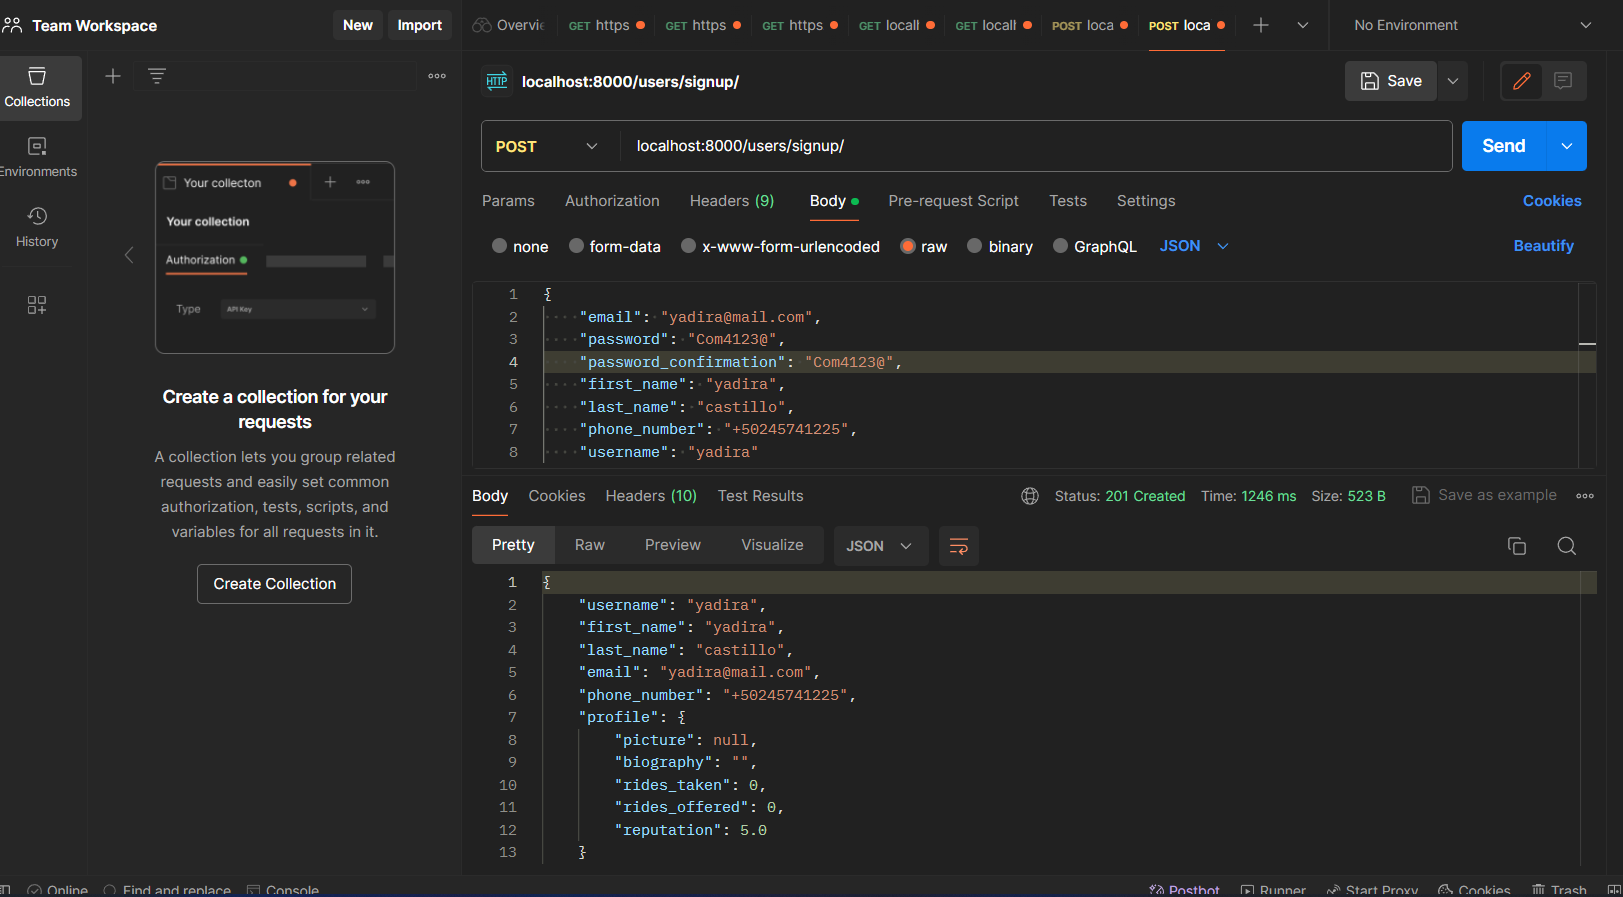 Team Workspace
New
Import
Overvie
GET https
GET https
GET https
GET locall
GET locall
POST loca
POST loca
No Environment
Collections
Environments
History
Your collecton
Your collection
Authorization
Type
API Key
Create a collection for your
requests
A collection lets you group related
requests and easily set common
authorization, tests, scripts, and
variables for all requests in it.
Create Collection
HTTP
localhost:8000/users/signup/
Save
POST
localhost:8000/users/signup/
Send
Params
Authorization
Headers (9)
Body
Pre-request Script
Tests
Settings
Cookies
none
form-data
x-www-form-urlencoded
raw
binary
GraphQL
JSON
Beautify
1 {
2 "email": "yadira@mail.com",
3 "password": "Com4123@",
4 "password_confirmation": "Com4123@",
5 "first_name": "yadira",
6 "last_name": "castillo",
7 "phone_number": "+50245741225",
8 "username": "yadira"
Body
Cookies
Headers (10)
Test Results
Status: 201 Created
Time: 1246 ms
Size: 523 B
Save as example
Pretty
Raw
Preview
Visualize
JSON
1 {
2 "username": "yadira",
3 "first_name": "yadira",
4 "last_name": "castillo",
5 "email": "yadira@mail.com",
6 "phone_number": "+50245741225",
7 "profile": {
8 "picture": null,
9 "biography": "",
10 "rides_taken": 0,
11 "rides_offered": 0,
12 "reputation": 5.0
13 }
Online
Find and replace
Console
Postbot
Runner
Start Proxy
Cookies
Trash